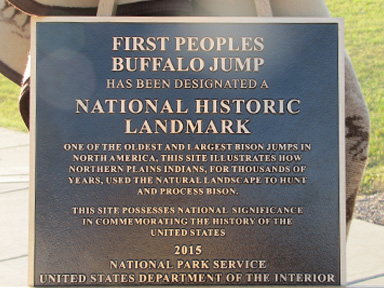 FIRST PEOPLES
BUFFALO JUMP
HAS BEEN DESIGNATED A
NATIONAL HISTORIC
LANDMARK
ONE OF THE OLDEST AND LARGEST BISON JUMPS IN
NORTH AMERICA, THIS SITE ILLUSTRATES HOW
NORTHERN PLAINS INDIANS, FOR THOUSANDS OF
YEARS, USED THE NATURAL LANDSCAPE TO HUNT
AND PROCESS BISON.
THIS SITE POSSESSES NATIONAL SIGNIFICANCE
IN COMMEMORATING THE HISTORY OF THE
UNITED STATES
2015
NATIONAL PARK SERVICE
UNITED STATES DEPARTMENT OF THE INTERIOR